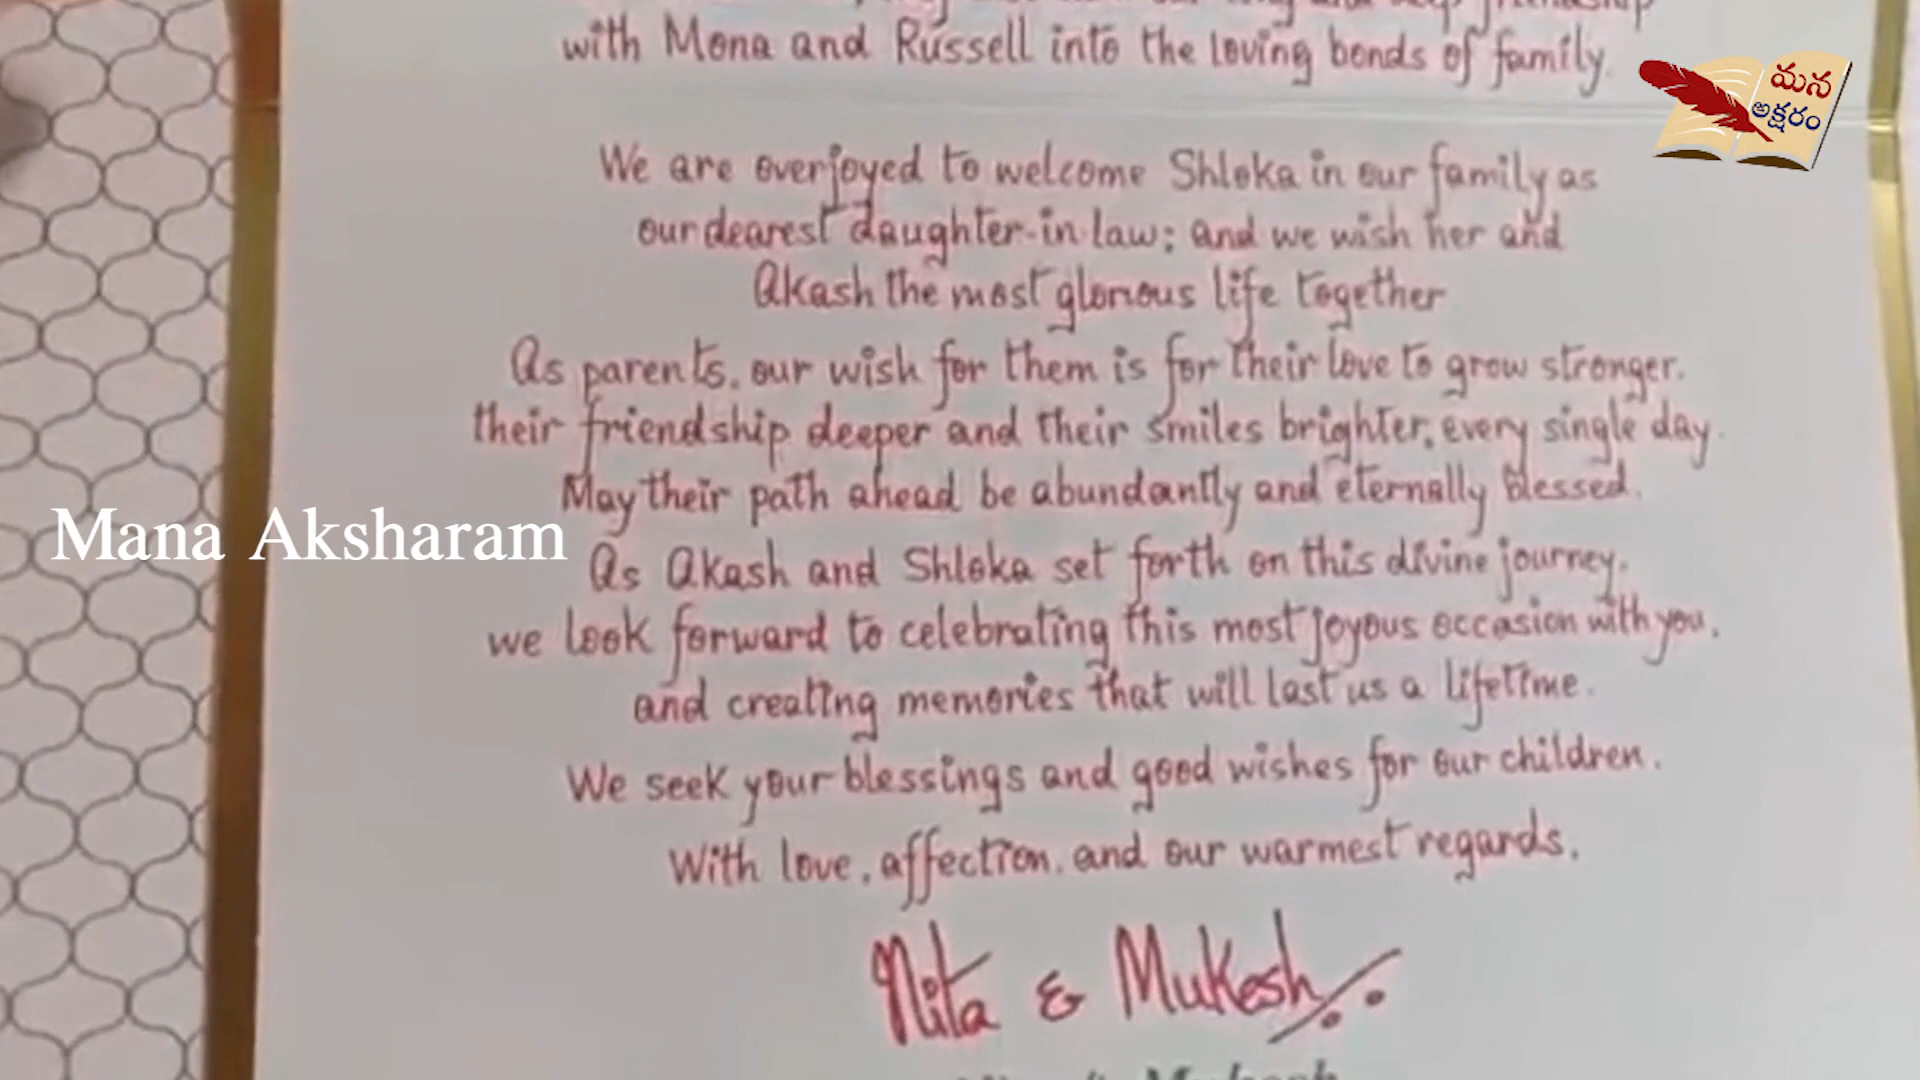 with Mona and Russell into the loving bonds of family.
మన
అక్షరం
We are overjoyed to welcome Shloka in our family as
our dearest daughter-in-law; and we wish her and
Akash the most glorious life together
As parents, our wish for them is for their love to grow stronger,
their friendship deeper and their smiles brighter, every single day.
May their path ahead be abundantly and eternally blessed.
Mana Aksharam
As Akash and Shloka set forth on this divine journey,
we look forward to celebrating this most joyous occasion with you,
and creating memories that will last us a lifetime.
We seek your blessings and good wishes for our children.
With love, affection, and our warmest regards,
Nita & Mukesh